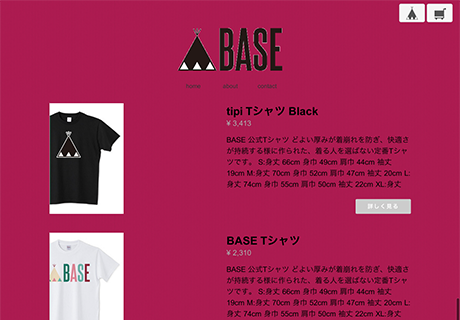 BASE
home about contact
tipi Tシャツ Black
¥ 3,413
BASE 公式Tシャツ どよい厚みが着崩れを防ぎ、快適さ
が持続する様に作られた、着る人を選ばない定番Tシャ
ツです。 S:身丈 66cm 身巾 49cm 肩巾 44cm 袖丈
19cm M:身丈 70cm 身巾 52cm 肩巾 47cm 袖丈 20cm L:
身丈 74cm 身巾 55cm 肩巾 50cm 袖丈 22cm XL:身丈
詳しく見る
BASE
BASE Tシャツ
¥ 2,310
BASE 公式Tシャツ どよい厚みが着崩れを防ぎ、快適さ
が持続する様に作られた、着る人を選ばない定番Tシャ
ツです。 S:身丈 66cm 身巾 49cm 肩巾 44cm 袖丈
19cm M:身丈 70cm 身巾 52cm 肩巾 47cm 袖丈 20cm L:
身丈 74cm 身巾 55cm 肩巾 50cm 袖丈 22cm XL:身丈